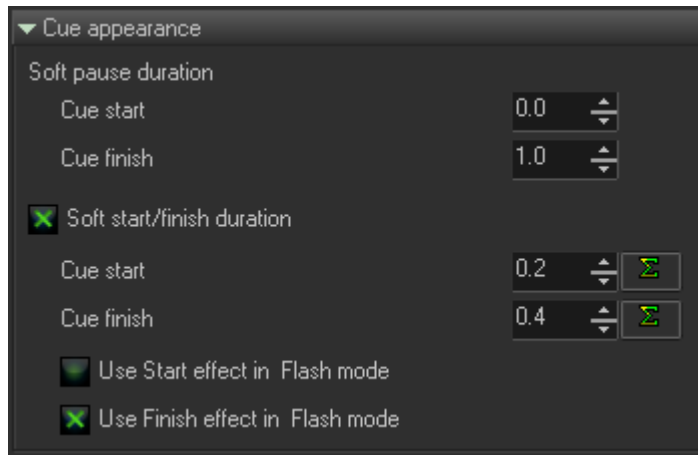 Cue appearance
Soft pause duration
Cue start 0.0
Cue finish 1.0
Soft start/finish duration
Cue start 0.2 Σ
Cue finish 0.4 Σ
Use Start effect in Flash mode
Use Finish effect in Flash mode